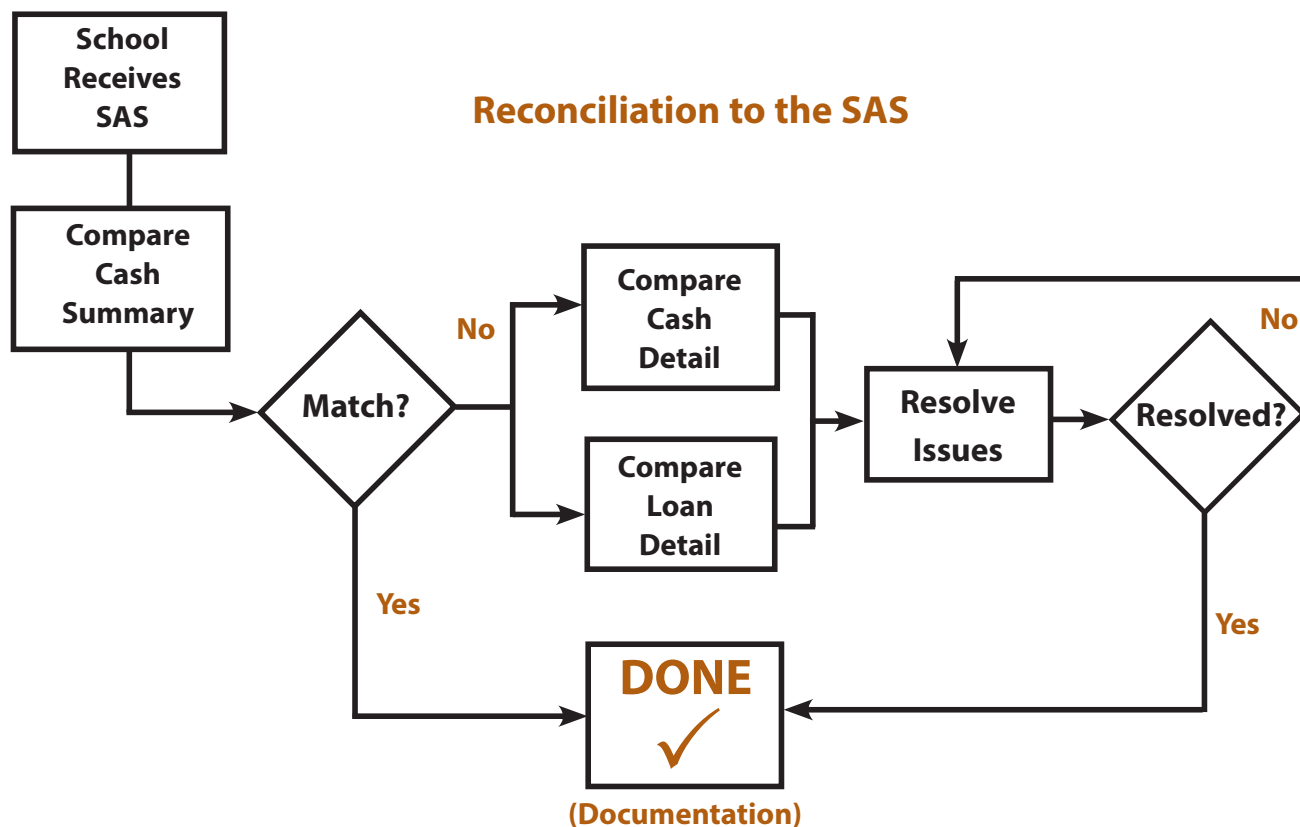 School
Receives
SAS
Reconciliation to the SAS
Compare
Cash
Summary
Match?
No
Compare
Cash
Detail
Compare
Loan
Detail
Resolve
Issues
Resolved?
No
Yes
Yes
DONE
(Documentation)